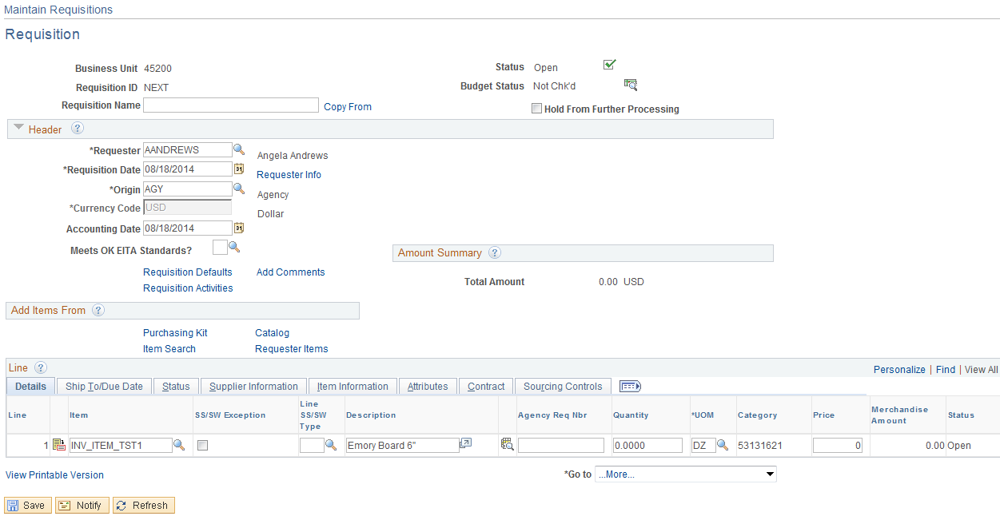 Maintain Requisitions
Requisition
Business Unit 45200
Status Open
Requisition ID NEXT
Budget Status Not Chk'd
Requisition Name
Copy From
Hold From Further Processing
Header ?
*Requester AANDREWS Angela Andrews
*Requisition Date 08/18/2014 31 Requester Info
*Origin AGY Agency
*Currency Code USD Dollar
Accounting Date 08/18/2014 31
Meets OK EITA Standards?
Amount Summary ?
Requisition Defaults Add Comments
Total Amount 0.00 USD
Requisition Activities
Add Items From ?
Purchasing Kit Catalog
Item Search Requester Items
Line ? Personalize | Find | View All
Details Ship To/Due Date Status Supplier Information Item Information Attributes Contract Sourcing Controls
Line Item SS/SW Exception Line SS/SW Type Description Agency Req Nbr Quantity *UOM Category Price Merchandise Amount Status
1 INV_ITEM_TST1 Emory Board 6" 0.0000 DZ 53131621 0 0.00 Open
View Printable Version
*Go to ...More...
Save Notify Refresh